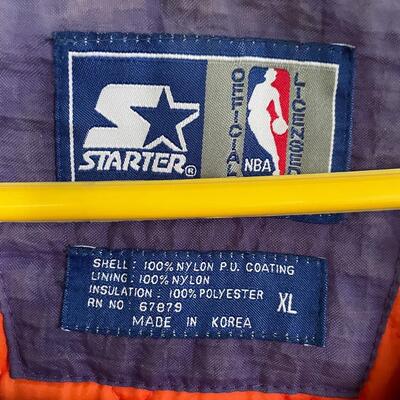 STARTER®
OFFICIAL
NBA
LICENSED
SHELL: 100% NYLON P.U. COATING
LINING: 100% NYLON
INSULATION: 100% POLYESTER
RN NO: 67879
MADE IN KOREA
XL